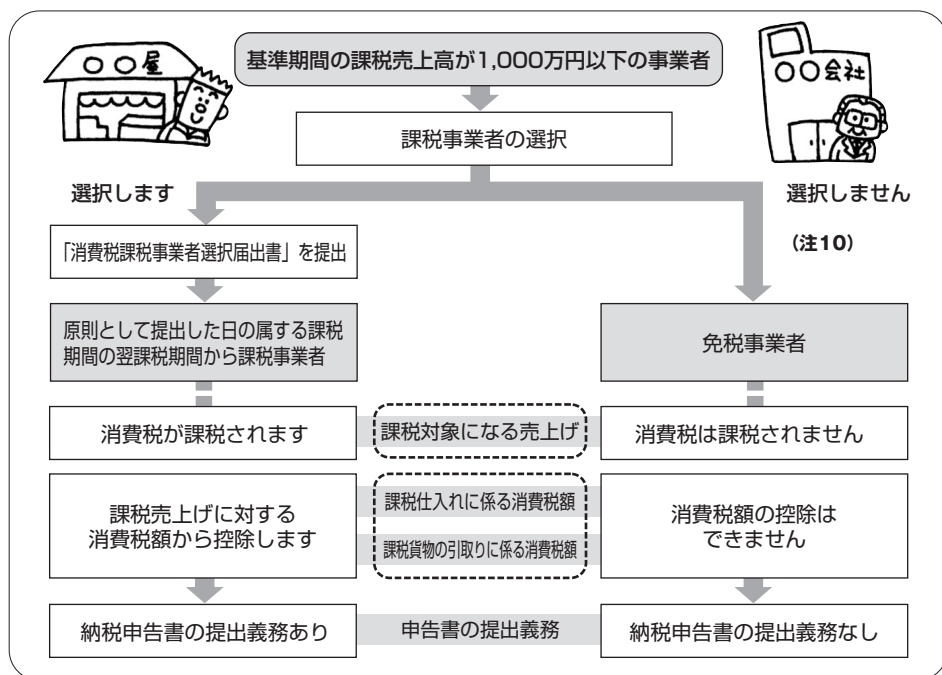 ○○屋
基準期間の課税売上高が1,000万円以下の事業者
○○会社
課税事業者の選択
選択します
選択しません
(注10)
「消費税課税事業者選択届出書」を提出
原則として提出した日の属する課税
期間の翌課税期間から課税事業者
免税事業者
消費税が課税されます
課税対象になる売上げ
消費税は課税されません
課税売上げに対する
消費税額から控除します
課税仕入れに係る消費税額
課税貨物の引取りに係る消費税額
消費税額の控除は
できません
納税申告書の提出義務あり
申告書の提出義務
納税申告書の提出義務なし